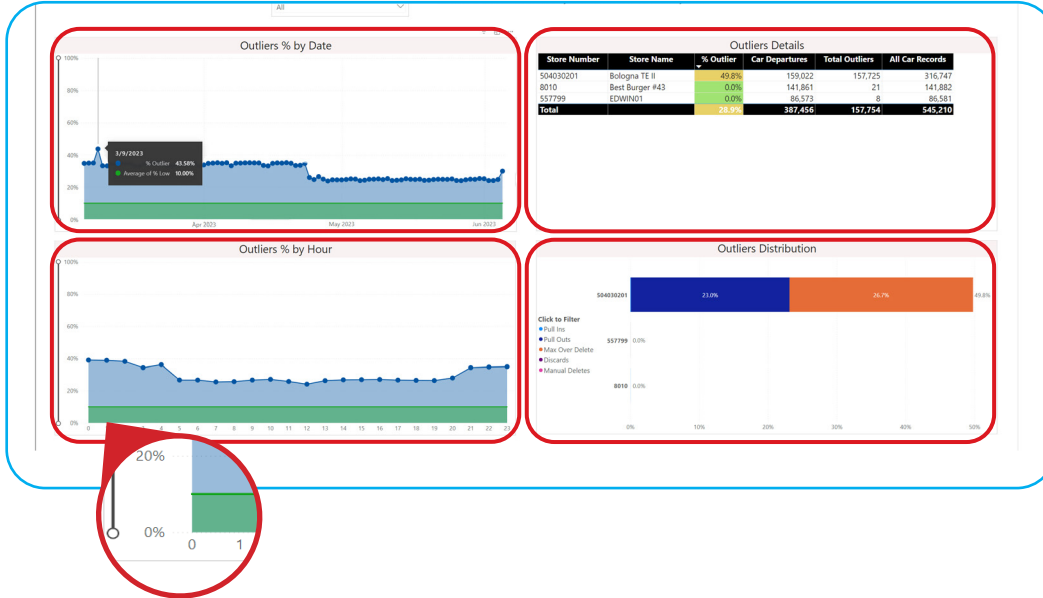 All
Outliers % by Date
100%
80%
60%
40%
20%
0%
3/9/2023
% Outlier 43.58%
Average of % Low 10.00%
Apr 2023 May 2023 Jun 2023
Outliers Details
Store Number Store Name % Outlier Car Departures Total Outliers All Car Records
504030201 Bologna TE II 49.8% 159,022 157,725 316,747
8010 Best Burger #43 0.0% 141,861 21 141,882
557799 EDWIN01 0.0% 86,573 8 86,581
Total 28.9% 387,456 157,754 545,210
Outliers % by Hour
100%
80%
60%
40%
20%
0%
0 3 4 5 6 7 8 9 10 11 12 13 14 15 16 17 18 19 20 21 22 23
Outliers Distribution
504030201 23.0% 26.7% 49.8%
Click to Filter
Pull Ins
Pull Outs
Max Over Delete
Discards
Manual Deletes
557799 0.0%
8010 0.0%
0% 10% 20% 30% 40% 50%
20%
0%
0 1